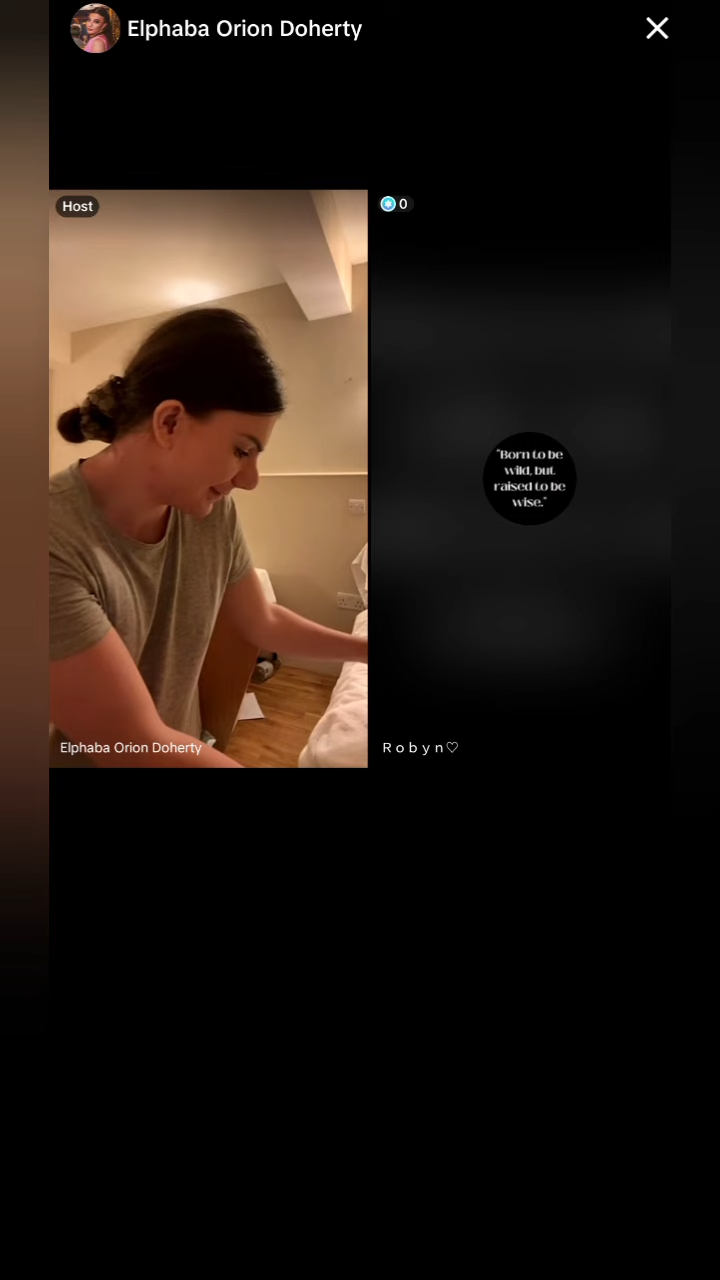 Elphaba Orion Doherty
Host
0
"Born to be
wild, but
raised to be
wise."
Elphaba Orion Doherty
R o b y n♡